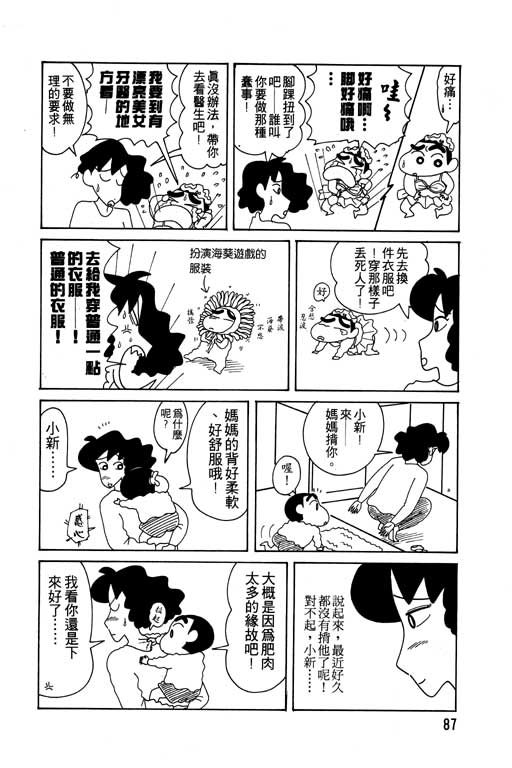 好痛…
哇~
好痛啊…
腳好痛哦…
腳踝扭到了
吧—誰叫
你要做那種
蠢事！
真沒辦法，帶你
去看醫生吧！
我要到有
漂亮美女
牙醫的地
方看—
不要做無
理的要求！
先去換
件衣服吧
！穿那樣子
丟死人了！
好
扮演海葵遊戲的
服裝
搖搖
去給我穿普通一點
的衣服——！
普通的衣服！
小新！
來——
媽媽揹你。
喔！
媽媽的背好柔軟
、好舒服哦！
爲什麼
呢？
小新……
感心
說起來，最近好久
都沒有揹他了呢！
對不起，小新……
大概是因爲肥肉
太多的緣故吧！
我看你還是下
來好了……
87